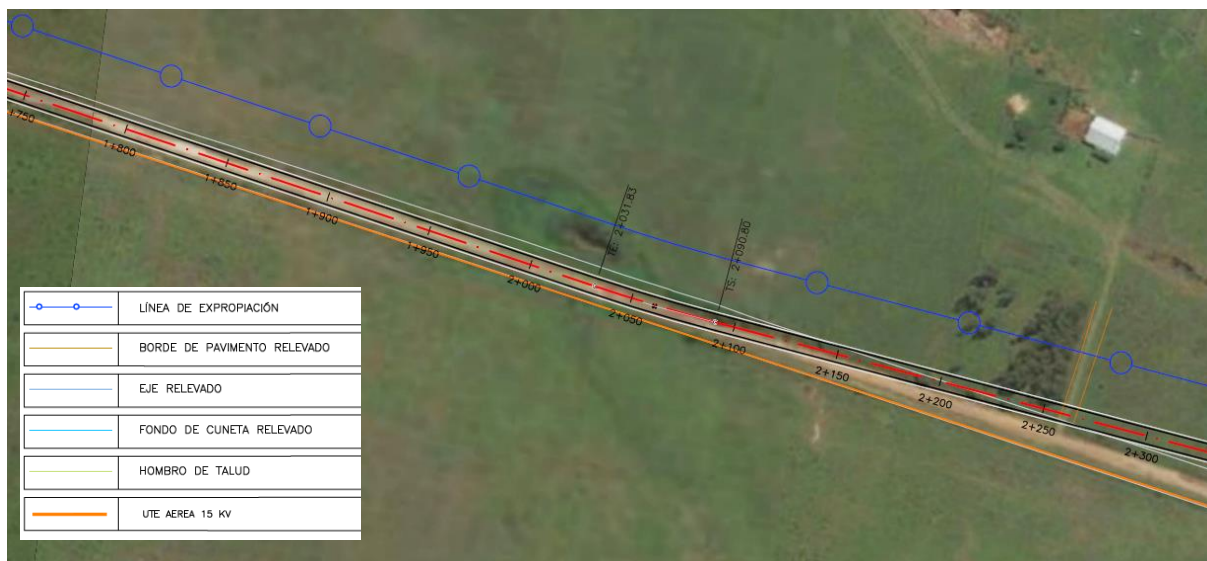 1+750
1+800
1+850
1+900
1+950
2+000
TE: 2+031.83
2+050
TS: 2+090.80
2+100
2+150
2+200
2+250
2+300
LÍNEA DE EXPROPIACIÓN
BORDE DE PAVIMENTO RELEVADO
EJE RELEVADO
FONDO DE CUNETA RELEVADO
HOMBRO DE TALUD
UTE AEREA 15 KV